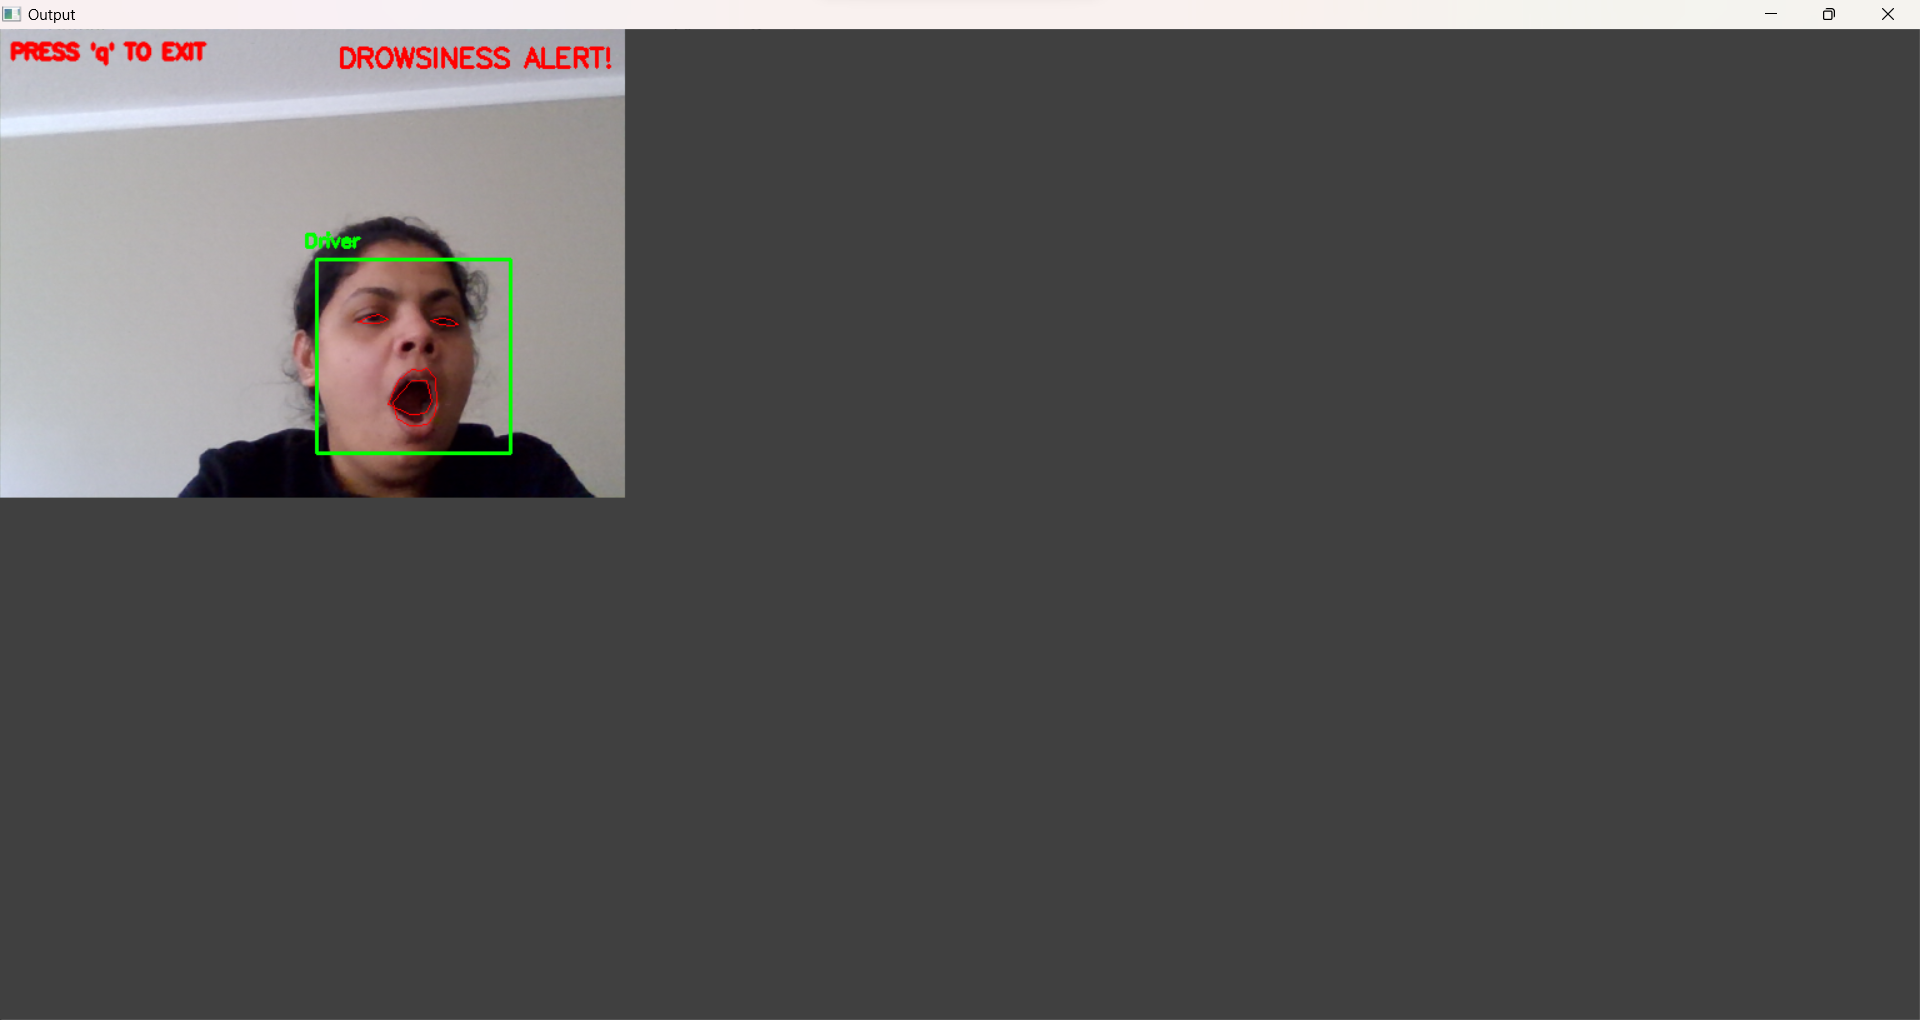 Output
PRESS 'q' TO EXIT
DROWSINESS ALERT!
Driver